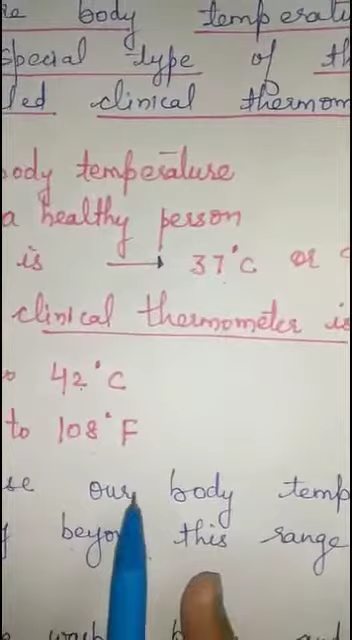 body temperatu
special type of th
led clinical thermom
body temperature
a healthy person
is → 37°C or
clinical thermometer is
42°C
to 108°F
our body temp
this range